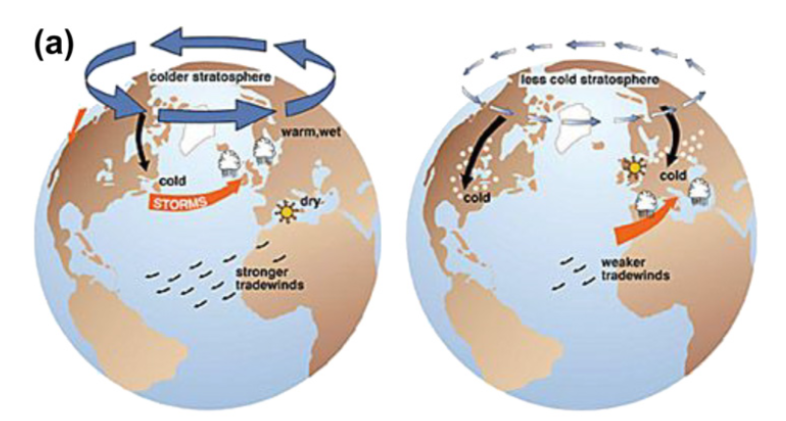 (a)
colder stratosphere
warm,wet
cold
STORMS
dry
stronger
tradewinds
less cold stratosphere
cold
cold
weaker
tradewinds